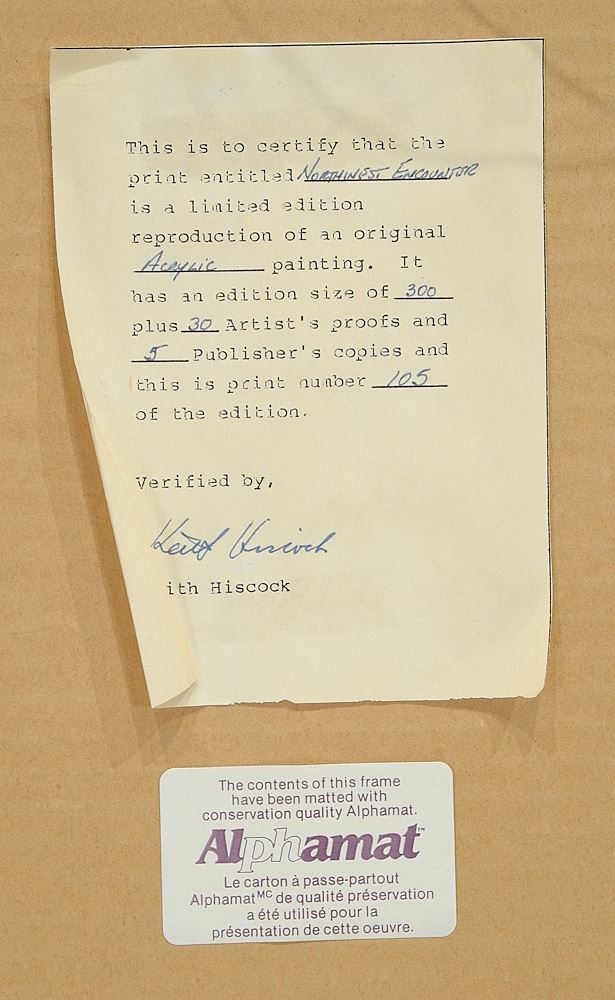 This is to certify that the
print entitled Northwest Encounter
is a limited edition
reproduction of an original
Acrylic painting. It
has an edition size of 300
plus 30 Artist's proofs and
5 Publisher's copies and
this is print number 105
of the edition.
Verified by,
Keith Hiscock
ith Hiscock
The contents of this frame
have been matted with
conservation quality Alphamat.
Alphamat™
Le carton à passe-partout
Alphamat MC de qualité préservation
a été utilisé pour la
présentation de cette oeuvre.